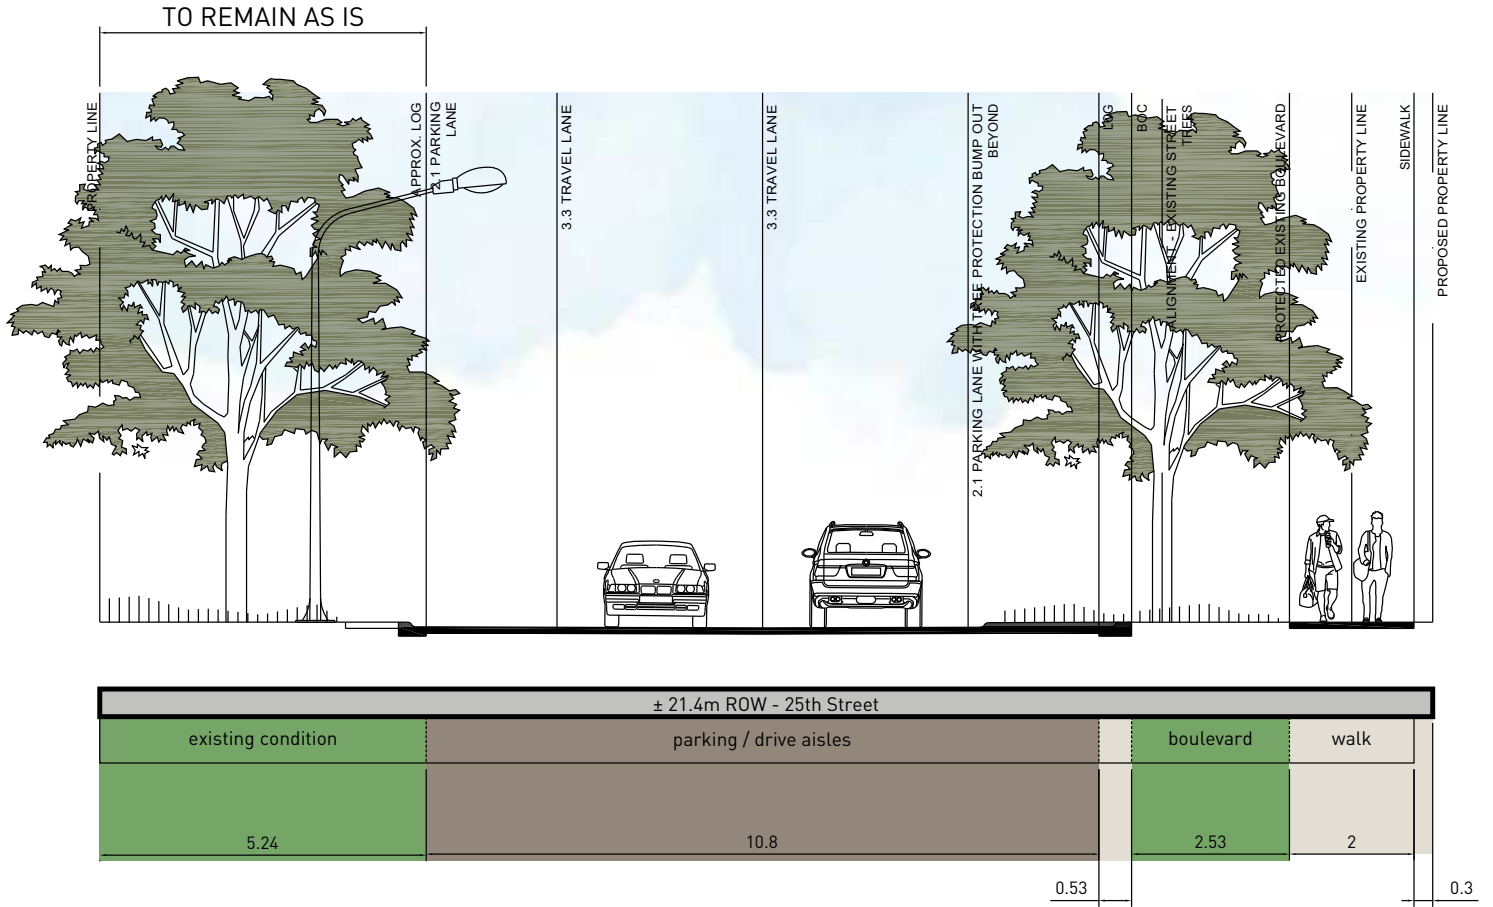 TO REMAIN AS IS
PROPERTY LINE
APPROX. LOG
2.1 PARKING
LANE
3.3 TRAVEL LANE
3.3 TRAVEL LANE
2.1 PARKING LANE WITH TREE PROTECTION BUMP OUT
BEYOND
LOG
BOC
ALIGNMENT - EXISTING STREET
TREES
PROTECTED EXISTING BOULEVARD
EXISTING PROPERTY LINE
SIDEWALK
PROPOSED PROPERTY LINE
± 21.4m ROW - 25th Street
existing condition
parking / drive aisles
boulevard
walk
5.24
10.8
2.53
2
0.53
0.3